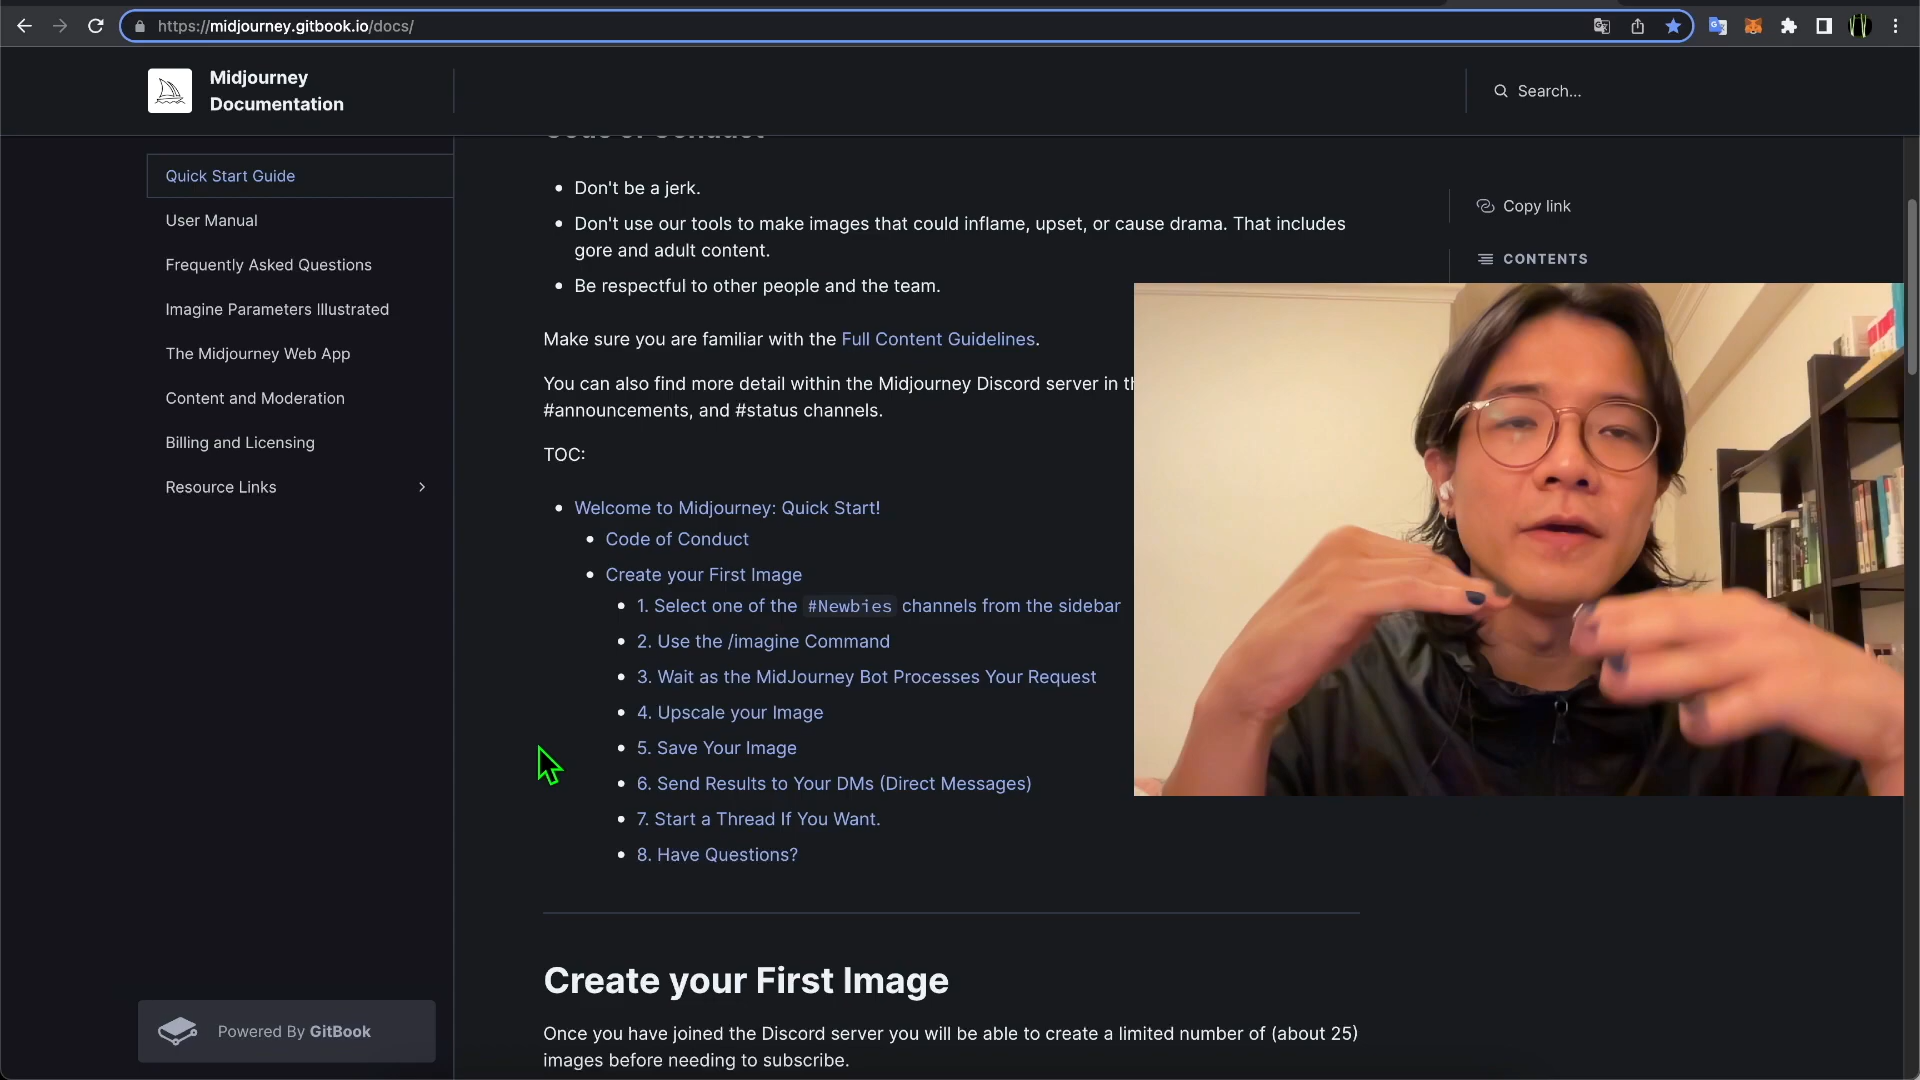 https://midjourney.gitbook.io/docs/
Midjourney
Documentation
Search...
Quick Start Guide
User Manual
Frequently Asked Questions
Imagine Parameters Illustrated
The Midjourney Web App
Content and Moderation
Billing and Licensing
Resource Links
Powered By GitBook
Code of Conduct
• Don't be a jerk.
• Don't use our tools to make images that could inflame, upset, or cause drama. That includes
gore and adult content.
• Be respectful to other people and the team.
Make sure you are familiar with the Full Content Guidelines.
You can also find more detail within the Midjourney Discord server in
#announcements, and #status channels.
TOC:
• Welcome to Midjourney: Quick Start!
• Code of Conduct
• Create your First Image
• 1. Select one of the #Newbies channels from the sidebar
• 2. Use the /imagine Command
• 3. Wait as the MidJourney Bot Processes Your Request
• 4. Upscale your Image
• 5. Save Your Image
• 6. Send Results to Your DMs (Direct Messages)
• 7. Start a Thread If You Want.
• 8. Have Questions?
Create your First Image
Once you have joined the Discord server you will be able to create a limited number of (about 25)
images before needing to subscribe.
Copy link
CONTENTS